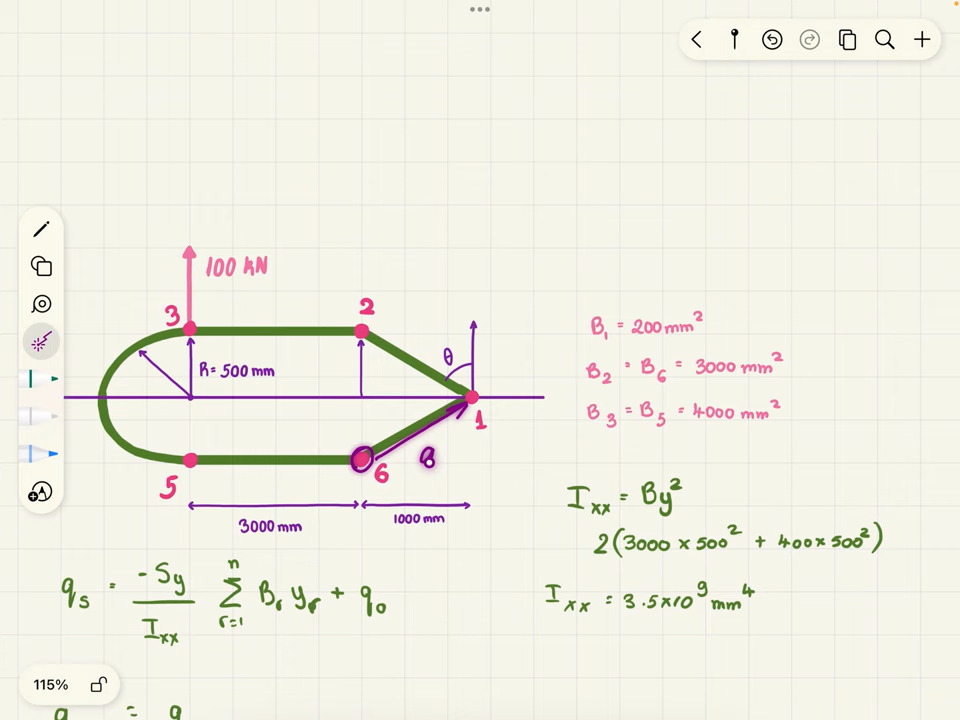 100 KN
3
2
θ
R = 500 mm
1
8
6
5
3000 mm
1000 mm
B₁ = 200 mm²
B₂ = B₆ = 3000 mm²
B₃ = B₅ = 4000 mm²
Iₓₓ = By²
2(3000 × 500² + 400 × 500²)
Iₓₓ = 3.5×10⁹ mm⁴
qₛ = -Sy/Iₓₓ ∑ⁿᵣ₌₁ Bᵣ yᵣ + q₀
115%
q = q